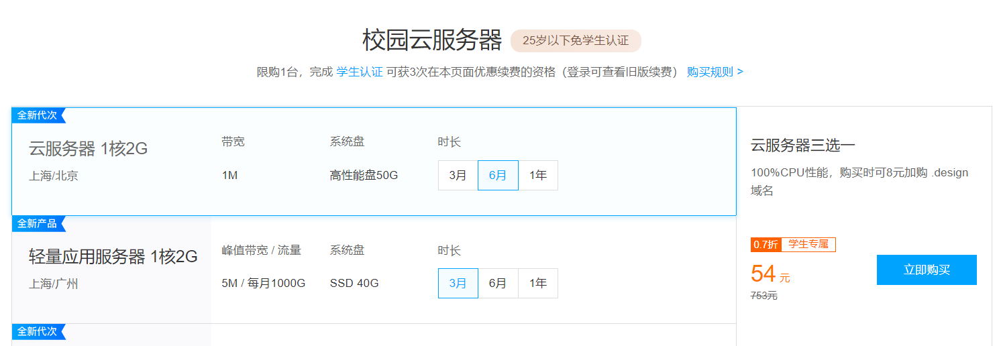 校园云服务器 25岁以下免学生认证
限购1台，完成 学生认证 可获3次在本页面优惠续费的资格（登录可查看旧版续费） 购买规则 >
全新代次
云服务器 1核2G
上海/北京
带宽
1M
系统盘
高性能盘50G
时长
3月 6月 1年
全新产品
轻量应用服务器 1核2G
上海/广州
峰值带宽 / 流量
5M / 每月1000G
系统盘
SSD 40G
时长
3月 6月 1年
全新代次
云服务器三选一
100%CPU性能，购买时可8元加购 .design
域名
0.7折 学生专属
54 元
753元
立即购买